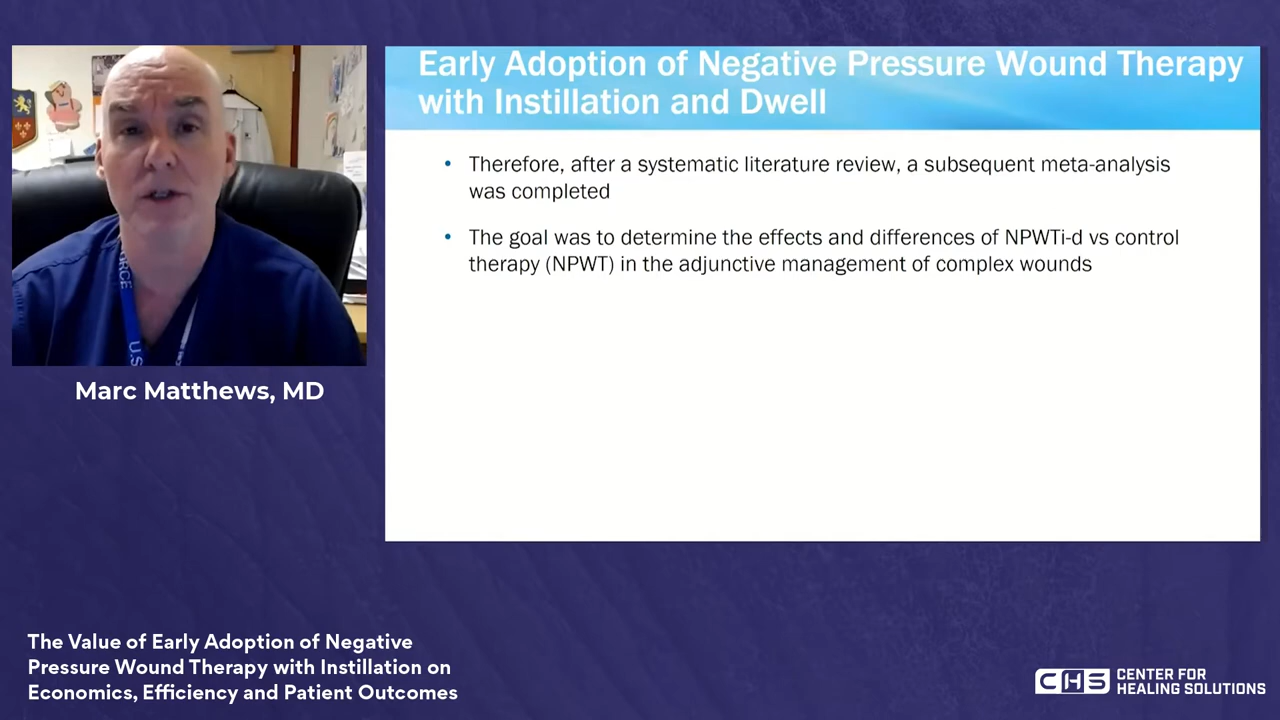 Early Adoption of Negative Pressure Wound Therapy
with Instillation and Dwell
• Therefore, after a systematic literature review, a subsequent meta-analysis
was completed
• The goal was to determine the effects and differences of NPWTi-d vs control
therapy (NPWT) in the adjunctive management of complex wounds
ORCE
U.S
Marc Matthews, MD
The Value of Early Adoption of Negative
Pressure Wound Therapy with Instillation on
Economics, Efficiency and Patient Outcomes
CHS
CENTER FOR
HEALING SOLUTIONS